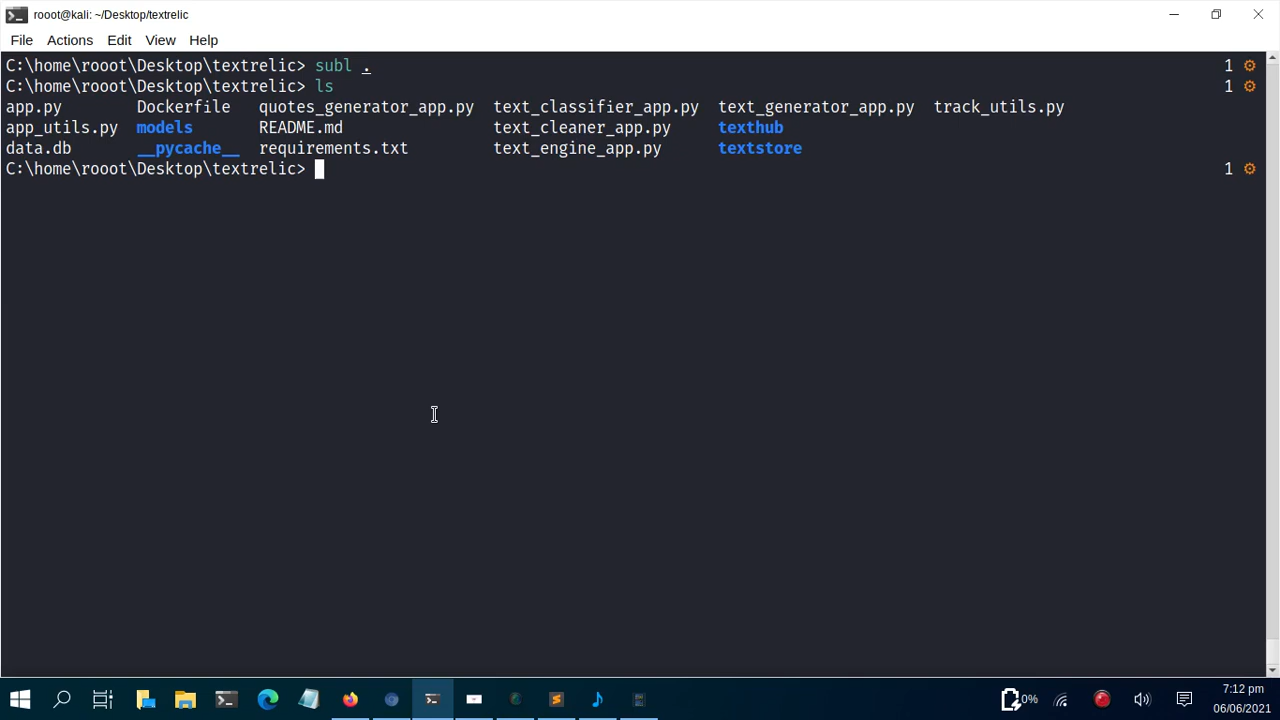 rooot@kali: ~/Desktop/textrelic
File Actions Edit View Help
C:\home\rooot\Desktop\textrelic> subl . 1
C:\home\rooot\Desktop\textrelic> ls 1
app.py Dockerfile quotes_generator_app.py text_classifier_app.py text_generator_app.py track_utils.py
app_utils.py models README.md text_cleaner_app.py texthub
data.db __pycache__ requirements.txt text_engine_app.py textstore
C:\home\rooot\Desktop\textrelic> 1
0% 7:12 pm
06/06/2021